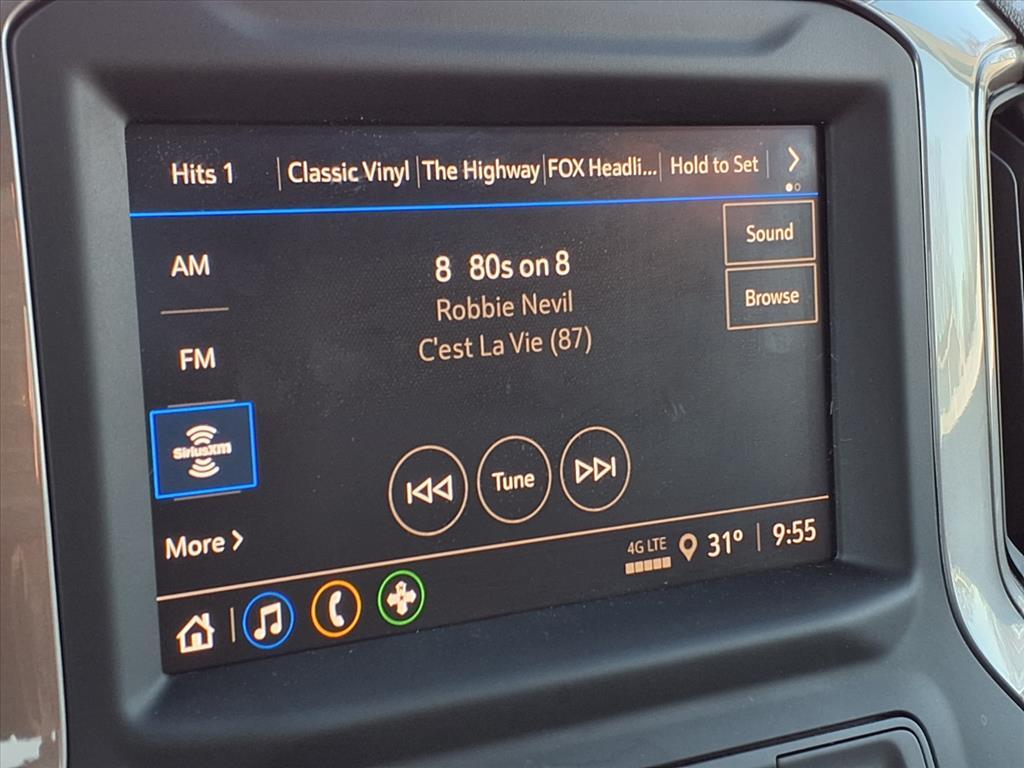 Hits 1
Classic Vinyl
The Highway
FOX Headli...
Hold to Set
AM
8 80s on 8
Sound
Robbie Nevil
Browse
C'est La Vie (87)
FM
SiriusXM
Tune
More
4G LTE
31°
9:55